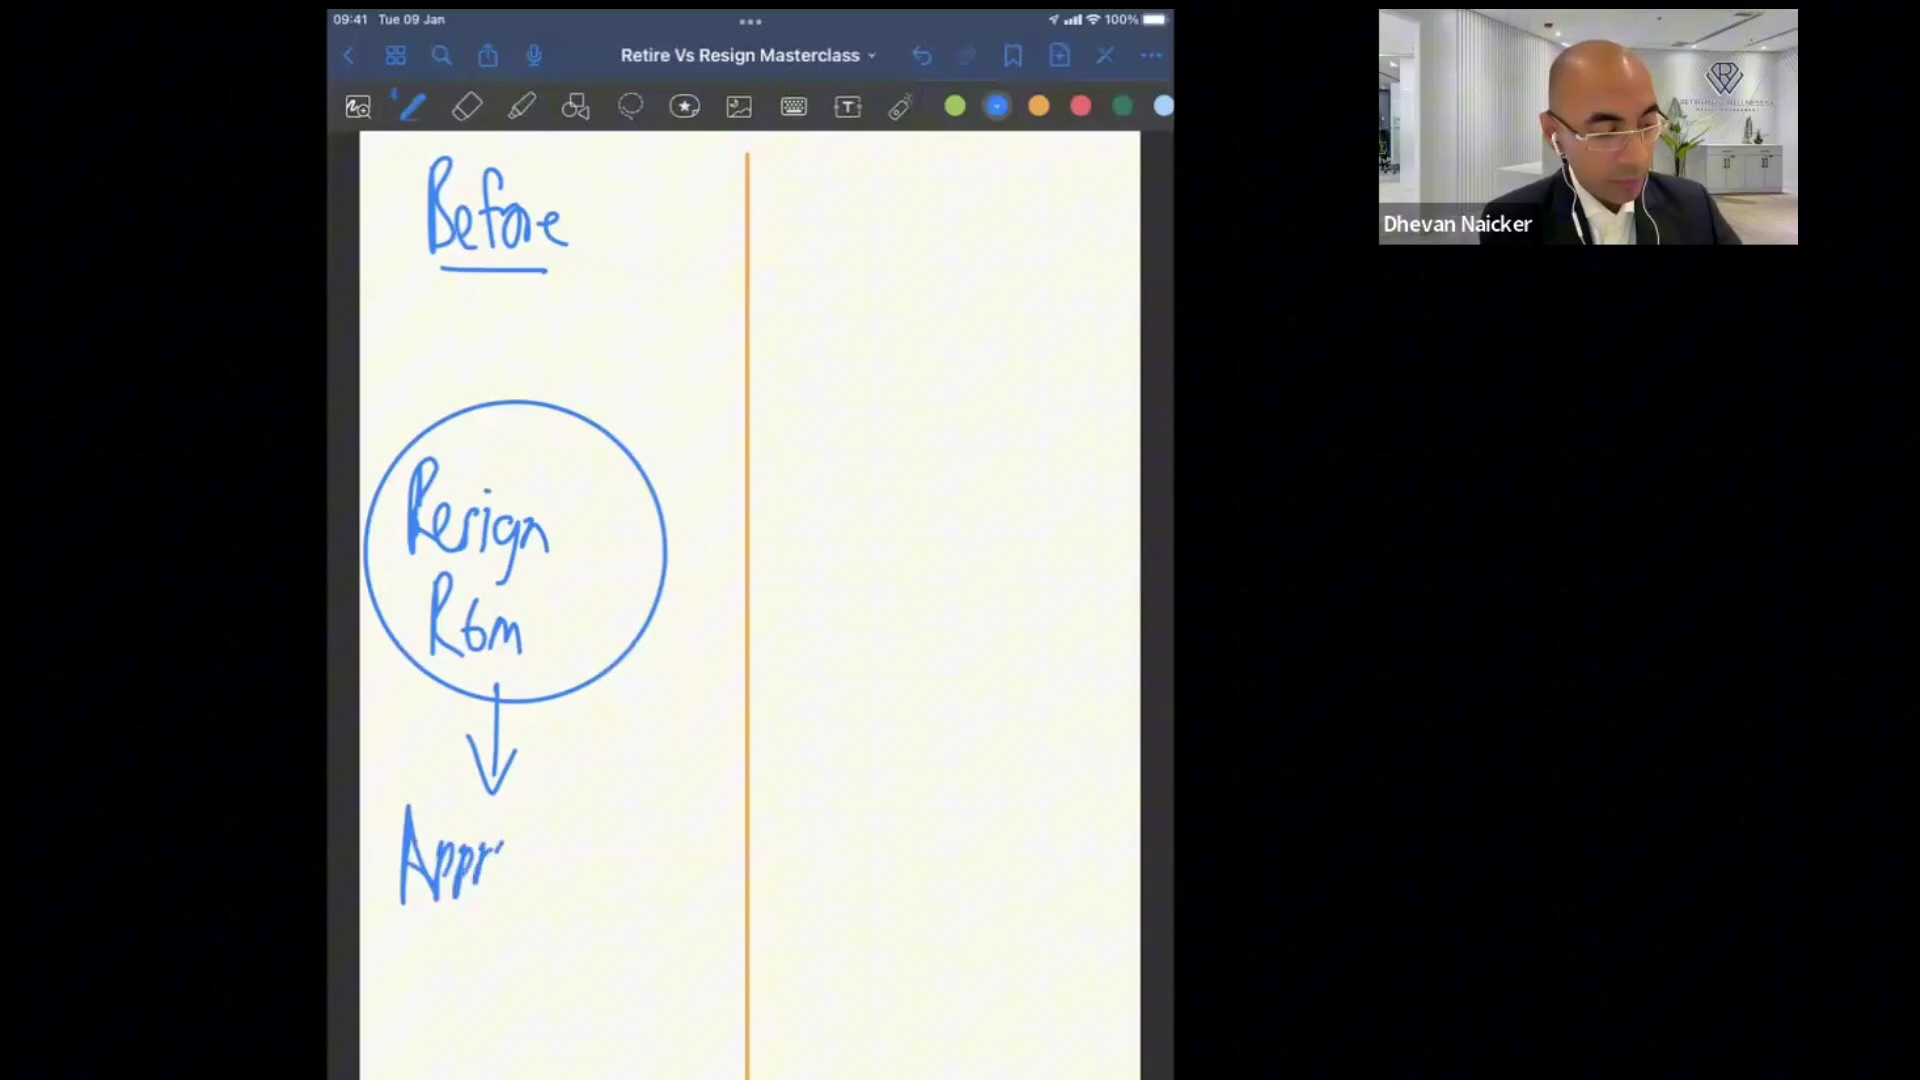 09:41 Tue 09 Jan
100%
Retire Vs Resign Masterclass
Before
Resign
R6m
Appr
Dhevan Naicker